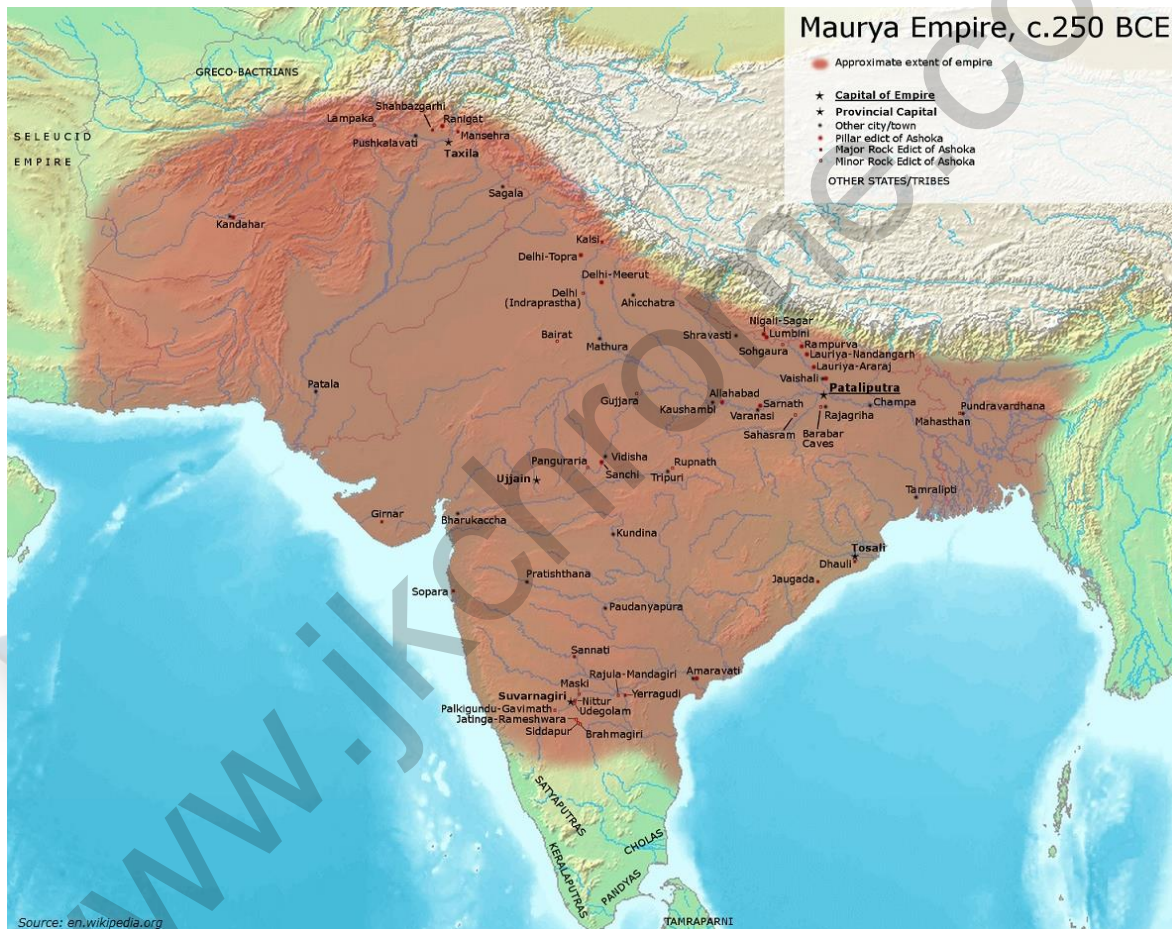 Maurya Empire, c.250 BCE
Approximate extent of empire
Capital of Empire
Provincial Capital
Other city/town
Pillar edict of Ashoka
Major Rock Edict of Ashoka
Minor Rock Edict of Ashoka
OTHER STATES/TRIBES
GRECO-BACTRIANS
SELEUCID
EMPIRE
Shahbazgarhi
Lampaka
Ranigat
Mansehra
Pushkalavati
Taxila
Sagala
Kandahar
Kalsi
Delhi-Topra
Delhi-Meerut
Delhi
(Indraprastha)
Ahicchatra
Bairat
Mathura
Nigali-Sagar
Shravasti
Lumbini
Sohgaura
Rampurva
Lauriya-Nandangarh
Lauriya-Araraj
Vaishali
Pataliputra
Patala
Gujjara
Allahabad
Kaushambi
Sarnath
Varanasi
Champa
Rajagriha
Pundravardhana
Mahasthan
Sahasram
Barabar
Caves
Panguraria
Vidisha
Sanchi
Rupnath
Tripuri
Ujjain
Tamralipti
Girnar
Bharukaccha
Kundina
Tosali
Dhauli
Jaugada
Pratishthana
Sopara
Paudanyapura
Sannati
Rajula-Mandagiri
Amaravati
Maski
Suvarnagiri
Nittur
Yerragudi
Udegolam
Palkigundu-Gavimath
Jatinga-Rameshwara
Siddapur
Brahmagiri
SATYAPUTRAS
CHOLAS
KERALAPUTRAS
PANDYAS
TAMRAPARNI
Source: en.wikipedia.org
www.jkchrome.co